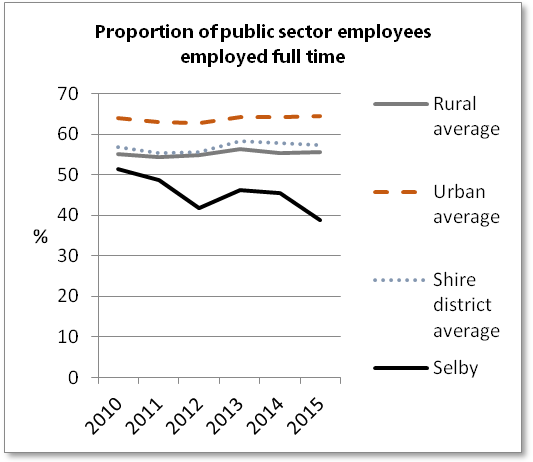 Proportion of public sector employees
employed full time
70
60
50
40
30
20
10
0
%
2010
2011
2012
2013
2014
2015
Rural
average
Urban
average
Shire
district
average
Selby